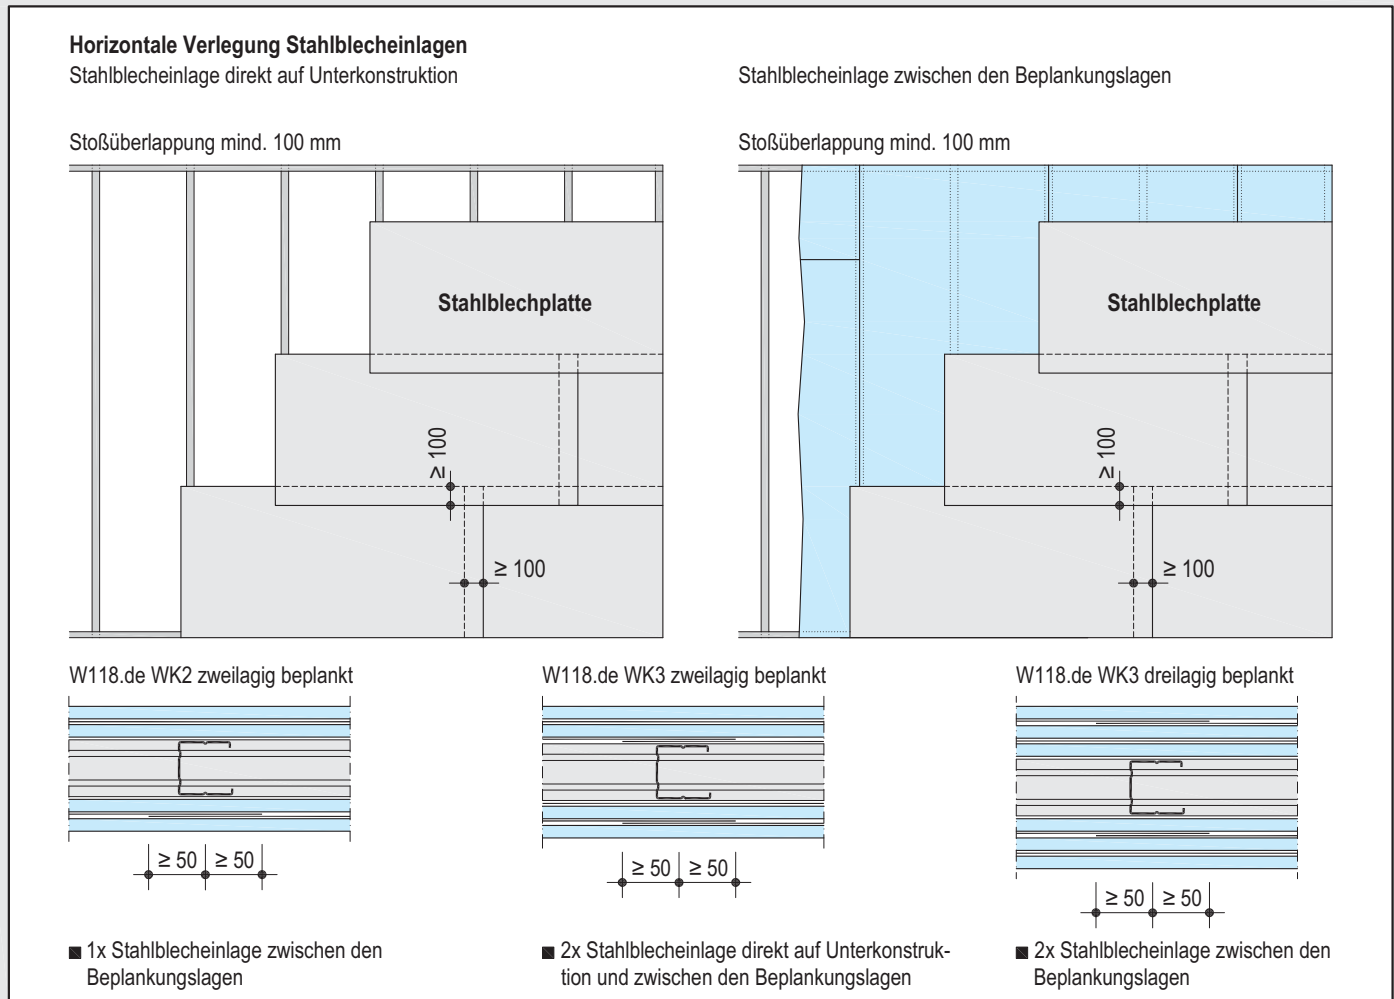 Horizontale Verlegung Stahlblecheinlagen
Stahlblecheinlage direkt auf Unterkonstruktion
Stahlblecheinlage zwischen den Beplankungslagen
Stoßüberlappung mind. 100 mm
Stoßüberlappung mind. 100 mm
Stahlblechplatte
Stahlblechplatte
≥ 100
≥ 100
≥ 100
≥ 100
W118.de WK2 zweilagig beplankt
W118.de WK3 zweilagig beplankt
W118.de WK3 dreilagig beplankt
≥ 50
≥ 50
≥ 50
≥ 50
≥ 50
≥ 50
■ 1x Stahlblecheinlage zwischen den
Beplankungslagen
■ 2x Stahlblecheinlage direkt auf Unterkonstruk-
tion und zwischen den Beplankungslagen
■ 2x Stahlblecheinlage zwischen den
Beplankungslagen